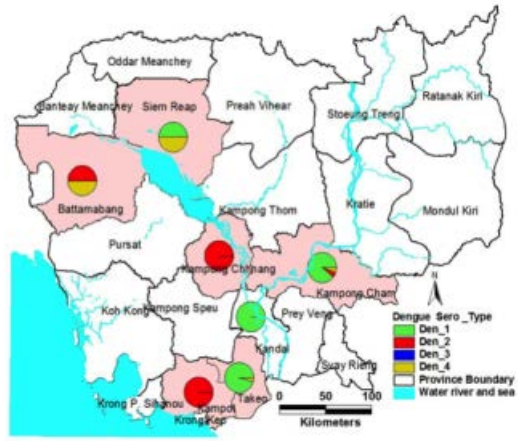 Oddar Meanchey
Banteay Meanchey
Siem Reap
Preah Vihear
Stoeung Treng
Ratanak Kiri
Battamabang
Kampong Thom
Kratie
Mondul Kiri
Pursat
Kampong Chhnang
Kampong Cham
N
Koh Kong
Kampong Speu
Prey Veng
Kandal
Svay Rieng
Krong P. Sihanou
Kampot
Takeo
Krong Kep
Dengue Sero _Type
Den_1
Den_2
Den_3
Den_4
Province Boundary
Water river and sea
0 50 100
Kilometers